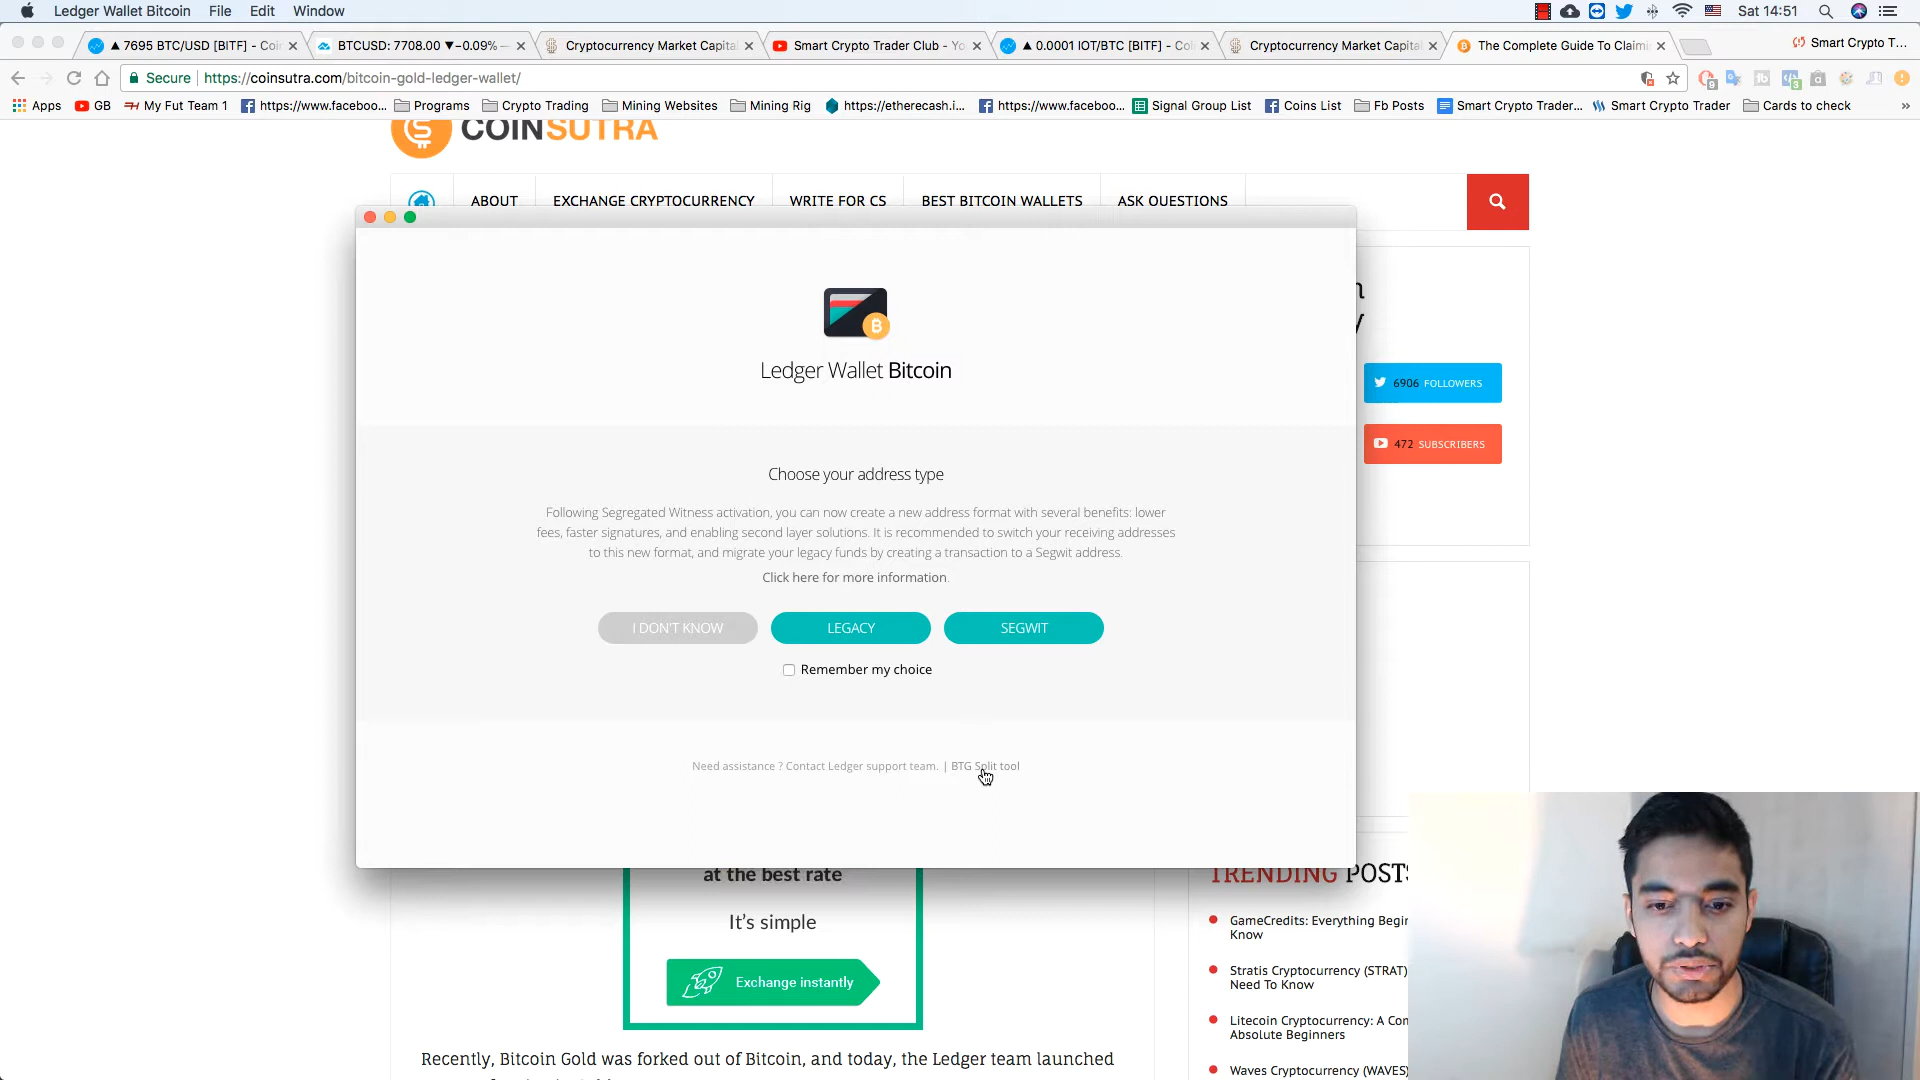 Ledger Wallet Bitcoin File Edit Window Sat 14:51
▲ 7695 BTC/USD [BITF] - Coi
BTCUSD: 7708.00 ▼−0.09% -
Cryptocurrency Market Capital
Smart Crypto Trader Club - Yo
▲ 0.0001 IOT/BTC [BITF] - Coi
Cryptocurrency Market Capital
The Complete Guide To Claimi
Smart Crypto T...
Secure https://coinsutra.com/bitcoin-gold-ledger-wallet/
Apps GB My Fut Team 1 https://www.faceboo... Programs Crypto Trading Mining Websites Mining Rig https://etherecash.i... https://www.faceboo... Signal Group List Coins List Fb Posts Smart Crypto Trader... Smart Crypto Trader Cards to check »
COINSUTRA
ABOUT EXCHANGE CRYPTOCURRENCY WRITE FOR CS BEST BITCOIN WALLETS ASK QUESTIONS
Ledger Wallet Bitcoin
Choose your address type
Following Segregated Witness activation, you can now create a new address format with several benefits: lower
fees, faster signatures, and enabling second layer solutions. It is recommended to switch your receiving addresses
to this new format, and migrate your legacy funds by creating a transaction to a Segwit address.
Click here for more information.
I DON'T KNOW LEGACY SEGWIT
Remember my choice
Need assistance ? Contact Ledger support team. | BTG Split tool
6906 FOLLOWERS
472 SUBSCRIBERS
at the best rate
It's simple
Exchange instantly
Recently, Bitcoin Gold was forked out of Bitcoin, and today, the Ledger team launched
TRENDING POSTS
GameCredits: Everything Begin
Know
Stratis Cryptocurrency (STRAT)
Need To Know
Litecoin Cryptocurrency: A Com
Absolute Beginners
Waves Cryptocurrency (WAVES)